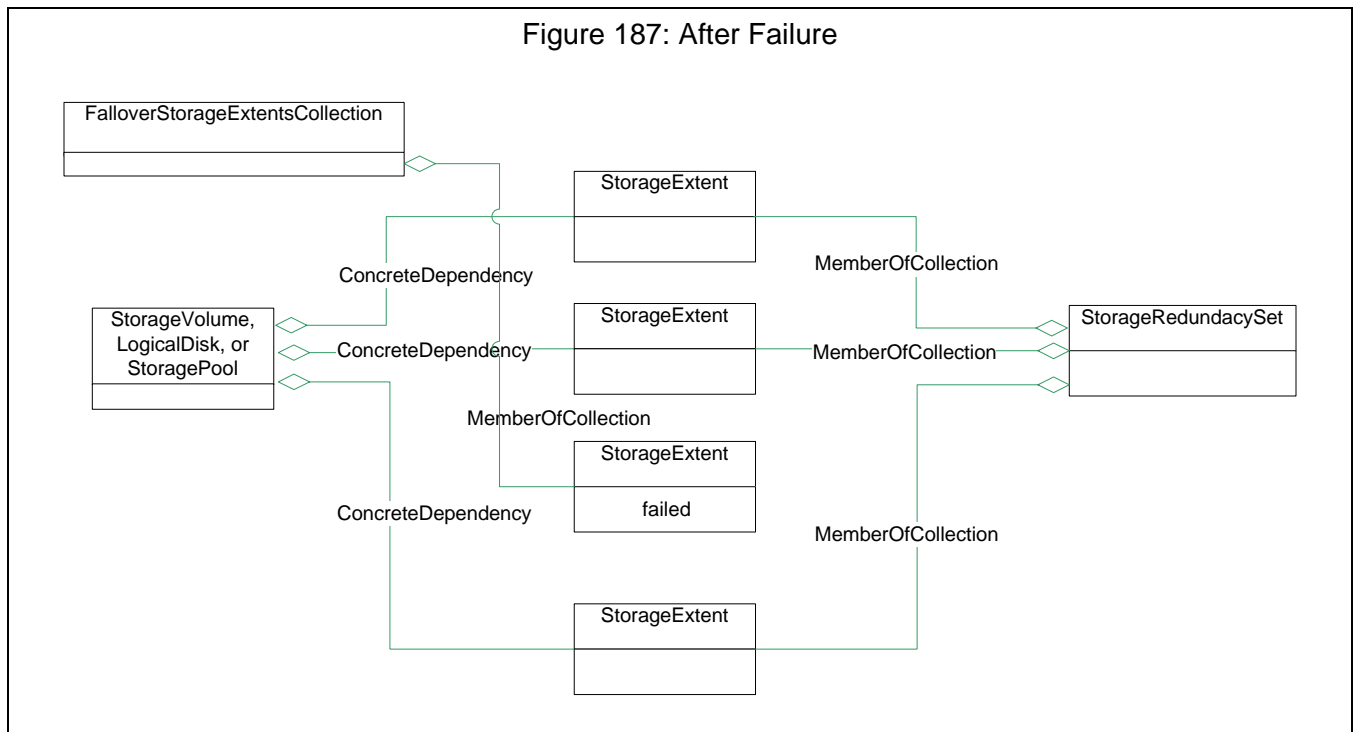 Figure 187: After Failure
FalloverStorageExtentsCollection
StorageExtent
MemberOfCollection
ConcreteDependency
StorageVolume,
LogicalDisk, or
StoragePool
StorageExtent
StorageRedundacySet
ConcreteDependency
MemberOfCollection
MemberOfCollection
StorageExtent
failed
ConcreteDependency
MemberOfCollection
StorageExtent